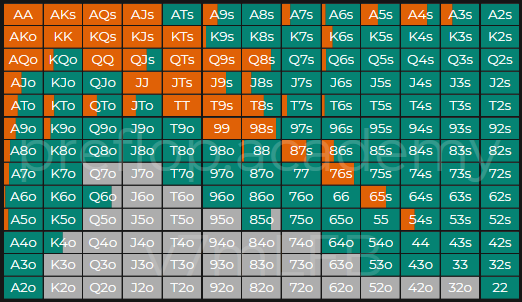 AA AKs AQs AJs ATs A9s A8s A7s A6s A5s A4s A3s A2s
AKo KK KQs KJs KTs K9s K8s K7s K6s K5s K4s K3s K2s
AQo KQo QQ QJs QTs Q9s Q8s Q7s Q6s Q5s Q4s Q3s Q2s
AJo KJo QJo JJ JTs J9s J8s J7s J6s J5s J4s J3s J2s
ATo KTo QTo JTo TT T9s T8s T7s T6s T5s T4s T3s T2s
A9o K9o Q9o J9o T9o 99 98s 97s 96s 95s 94s 93s 92s
A8o K8o Q8o J8o T8o 98o 88 87s 86s 85s 84s 83s 82s
preflop.academy
A7o K7o Q7o J7o T7o 97o 87o 77 76s 75s 74s 73s 72s
A6o K6o Q6o J6o T6o 96o 86o 76o 66 65s 64s 63s 62s
A5o K5o Q5o J5o T5o 95o 85o 75o 65o 55 54s 53s 52s
A4o K4o Q4o J4o T4o 94o 84o 74o 64o 54o 44 43s 42s
A3o K3o Q3o J3o T3o 93o 83o 73o 63o 53o 43o 33 32s
A2o K2o Q2o J2o T2o 92o 82o 72o 62o 52o 42o 32o 22